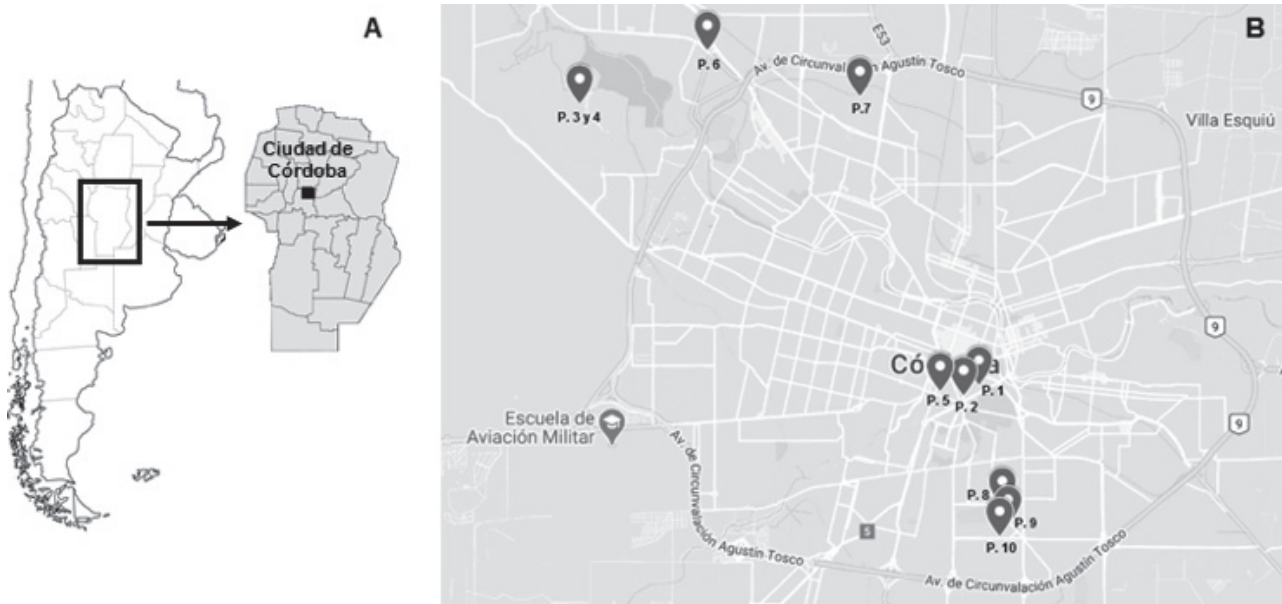 A
Ciudad de
Córdoba
B
P. 6
E53
Av. de Circunval
n Agustín Tosco
P.7
P. 3 y 4
9
Villa Esquiú
9
Có
a
P. 5
P. 2
P. 1
Escuela de
Aviación Militar
9
Av. de Circunvalación Agustín Tosco
P. 8
P. 9
5
P. 10
Av. de Circunvalación Agustín Tosco